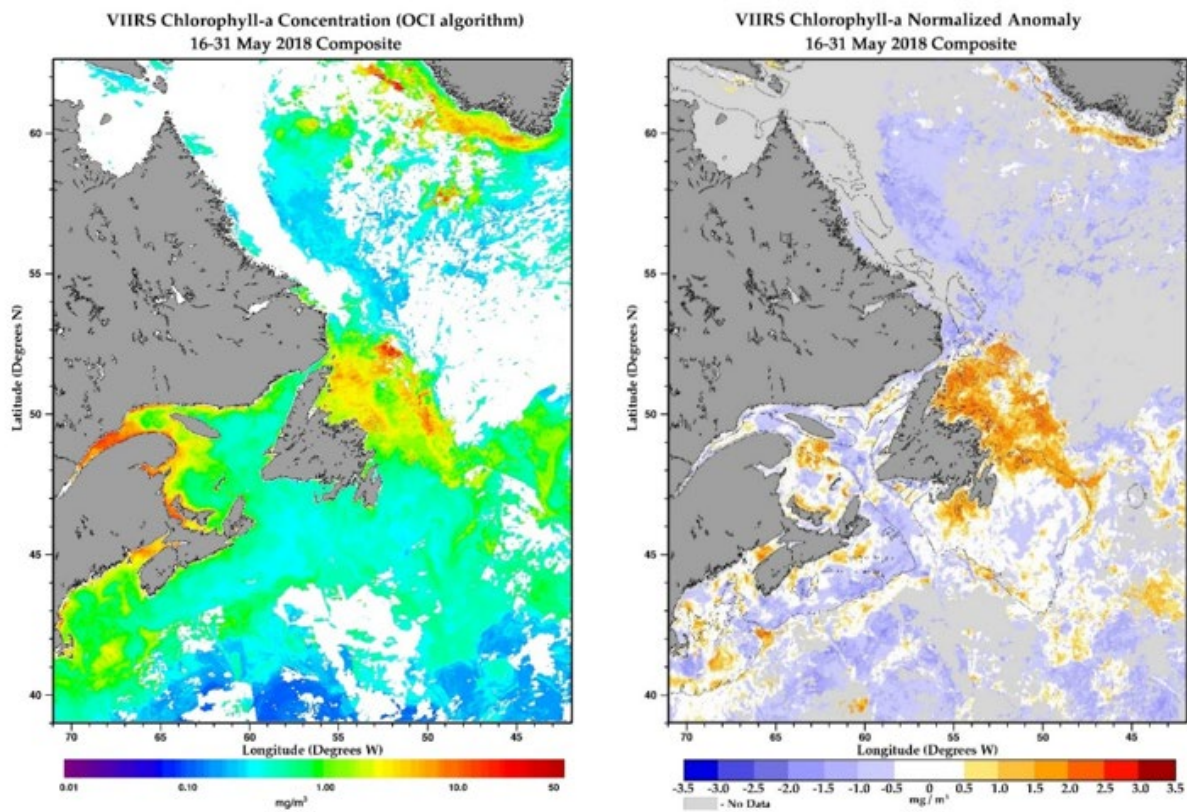 VIIRS Chlorophyll-a Concentration (OCI algorithm)
16-31 May 2018 Composite
60
55
50
45
40
Latitude (Degrees N)
70 65 60 55 50 45
Longitude (Degrees W)
0.01 0.10 1.00 10.0 50
mg/m³
VIIRS Chlorophyll-a Normalized Anomaly
16-31 May 2018 Composite
60
55
50
45
40
Latitude (Degrees N)
70 65 60 55 50 45
Longitude (Degrees W)
-3.5 -3.0 -2.5 -2.0 -1.5 -1.0 -0.5 0 0.5 1.0 1.5 2.0 2.5 3.0 3.5
mg / m³
- No Data